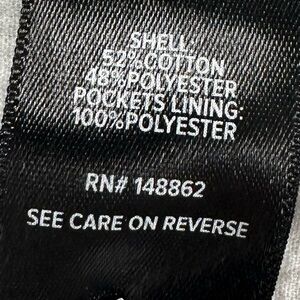 SHELL:
52%COTTON
48%POLYESTER
POCKETS LINING:
100%POLYESTER
RN# 148862
SEE CARE ON REVERSE